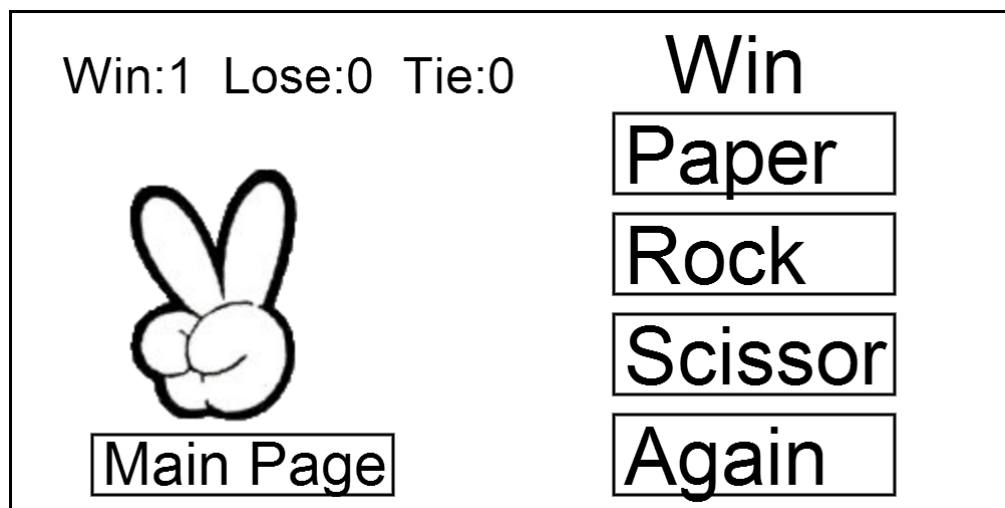 Win:1 Lose:0 Tie:0
Win
Paper
Rock
Scissor
Again
Main Page